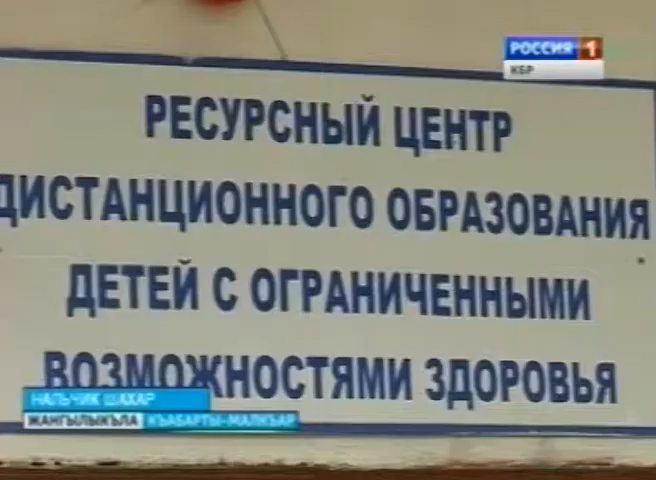 РОССИЯ 1
КБР
РЕСУРСНЫЙ ЦЕНТР
ДИСТАНЦИОННОГО ОБРАЗОВАНИЯ
ДЕТЕЙ С ОГРАНИЧЕННЫМИ
ВОЗМОЖНОСТЯМИ ЗДОРОВЬЯ
НАЛЬЧИК ШАХАР
ЖАНГЫЛЫКЪЛА КЪАБАРТЫ-МАЛКЪАР